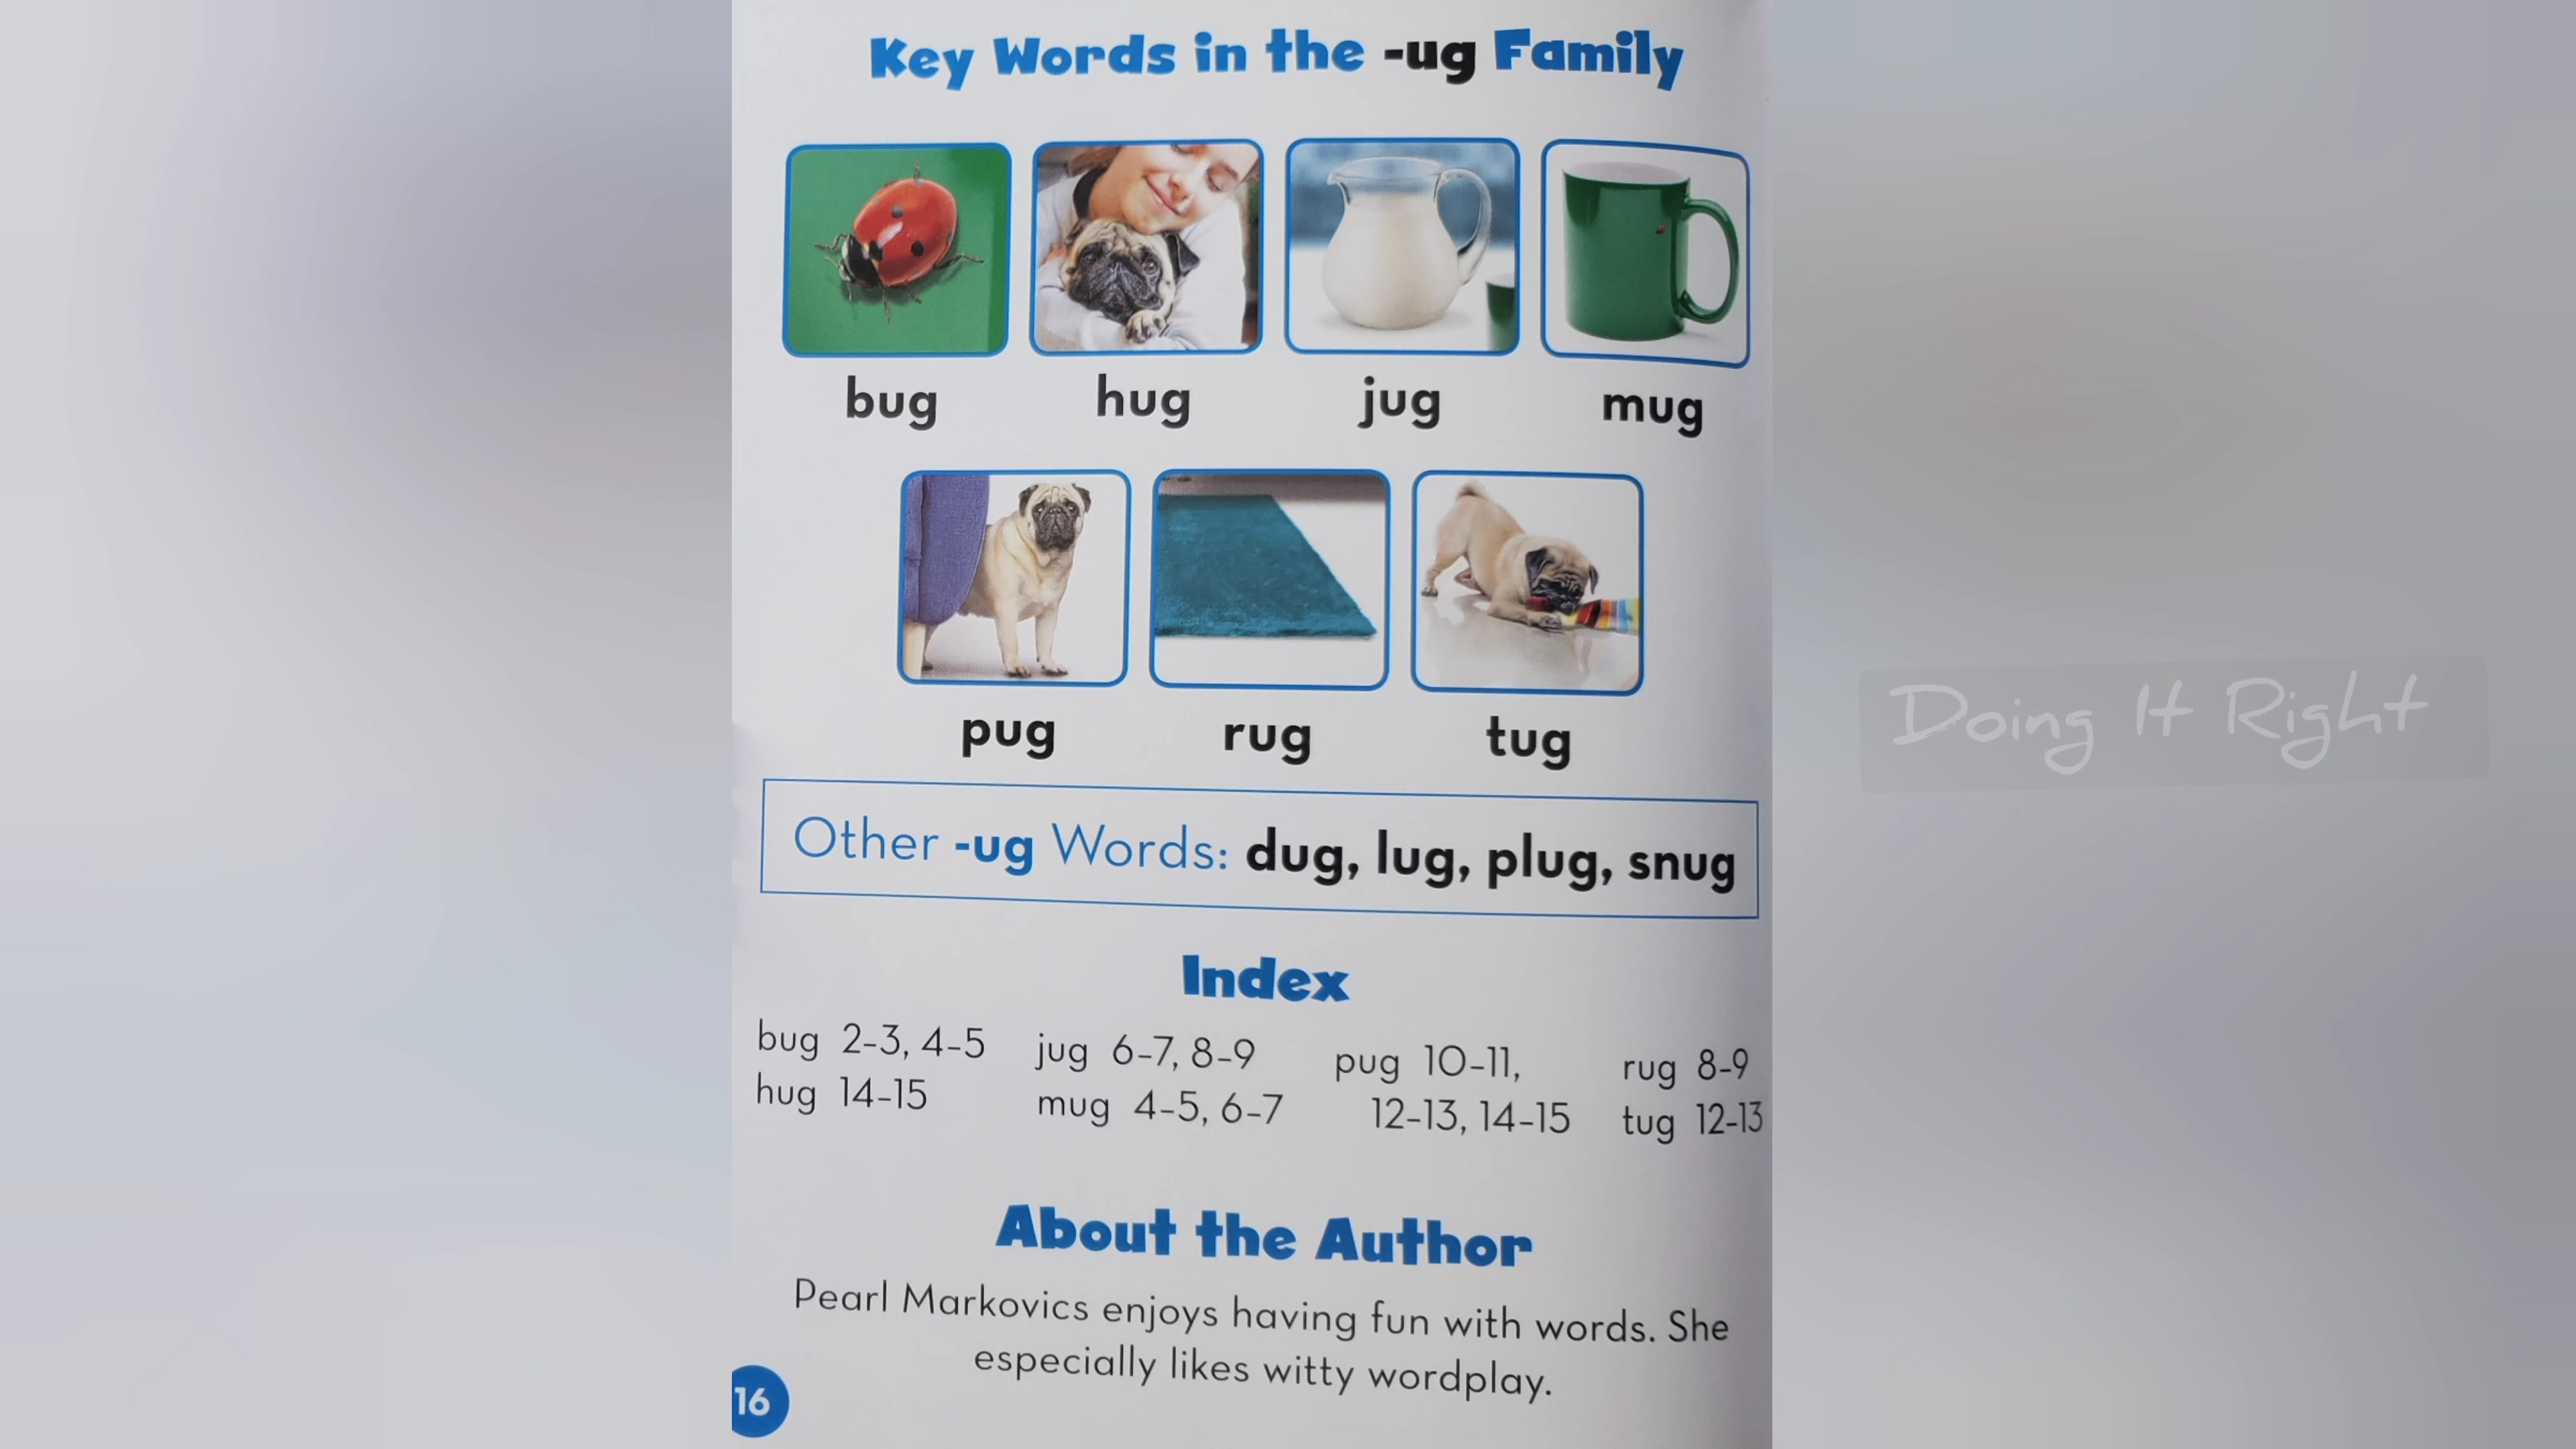 Key Words in the -ug Family
bug hug jug mug
pug rug tug
Other -ug Words: dug, lug, plug, snug
Index
bug 2-3, 4-5
hug 14-15
jug 6-7, 8-9
mug 4-5, 6-7
pug 10-11,
12-13, 14-15
rug 8-9
tug 12-13
About the Author
Pearl Markovics enjoys having fun with words. She
especially likes witty wordplay.
16
Doing It Right